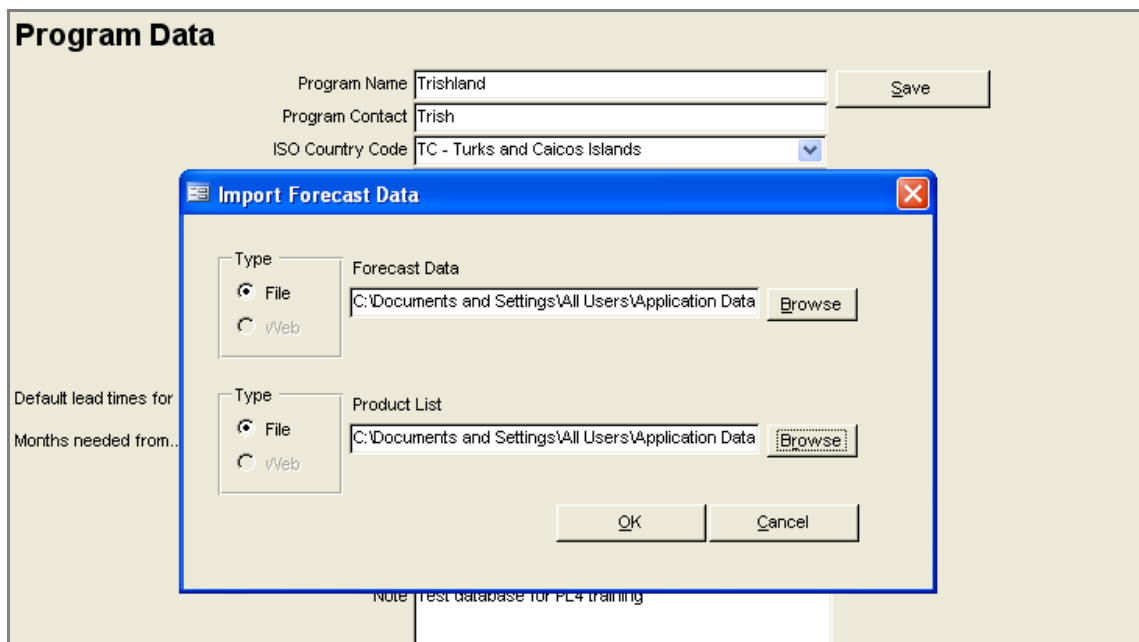 Program Data
Program Name Trishland Save
Program Contact Trish
ISO Country Code TC - Turks and Caicos Islands
Import Forecast Data
Type
Forecast Data
File
C:\Documents and Settings\All Users\Application Data Browse
Web
Default lead times for
Type
Product List
File
Months needed from..
C:\Documents and Settings\All Users\Application Data Browse
Web
OK Cancel
Note Test database for PL4 training